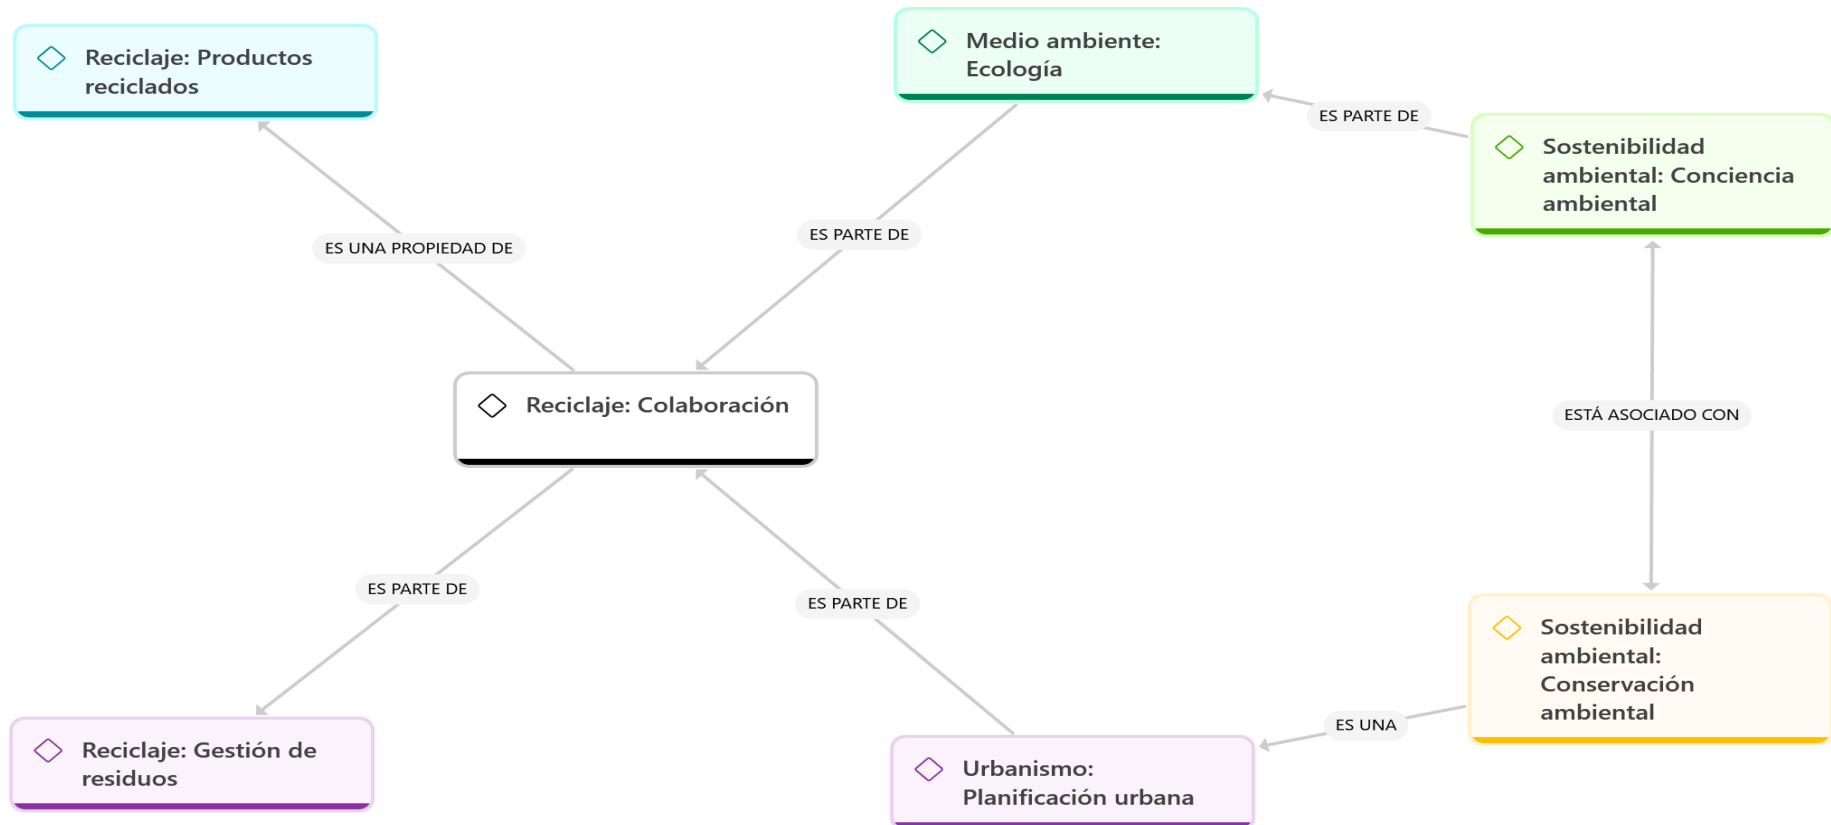 Reciclaje: Productos
reciclados
Medio ambiente:
Ecología
ES PARTE DE
Sostenibilidad
ambiental: Conciencia
ambiental
ES UNA PROPIEDAD DE
ES PARTE DE
Reciclaje: Colaboración
ESTÁ ASOCIADO CON
ES PARTE DE
ES PARTE DE
Sostenibilidad
ambiental:
Conservación
ambiental
ES UNA
Reciclaje: Gestión de
residuos
Urbanismo:
Planificación urbana